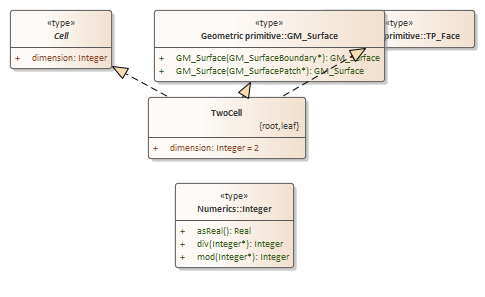 «type»
Cell
+ dimension: Integer
«type»
Geometric primitive::GM_Surface
+ GM_Surface(GM_SurfaceBoundary*): GM_Surface
+ GM_Surface(GM_SurfacePatch*): GM_Surface
primitive::TP_Face
TwoCell
{root,leaf}
+ dimension: Integer = 2
«type»
Numerics::Integer
+ asReal(): Real
+ div(Integer*): Integer
+ mod(Integer*): Integer